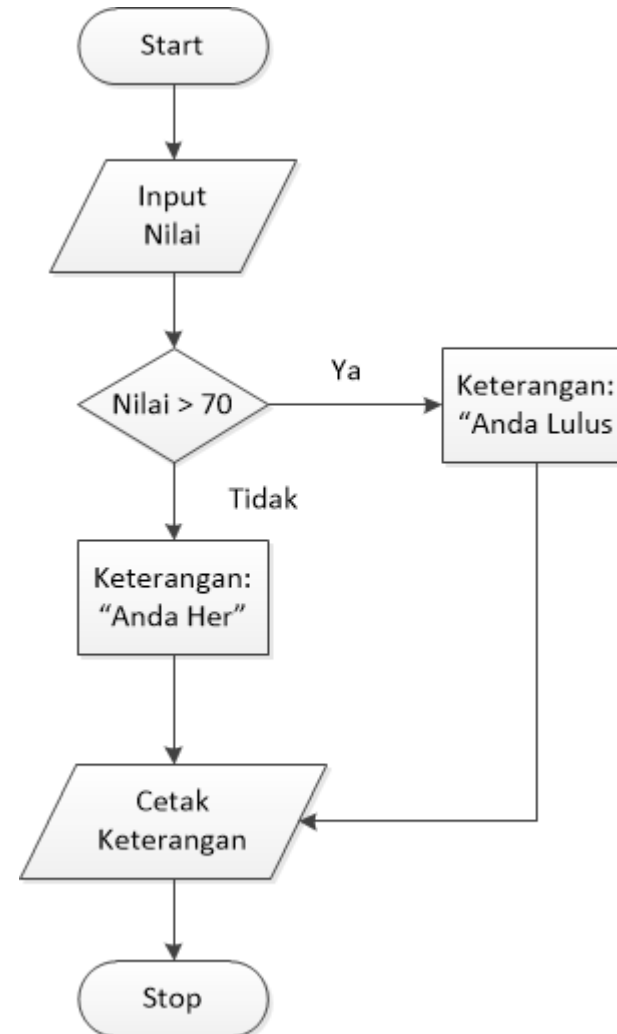 Start
Input
Nilai
Nilai > 70
Ya
Keterangan:
“Anda Lulus
Tidak
Keterangan:
“Anda Her”
Cetak
Keterangan
Stop